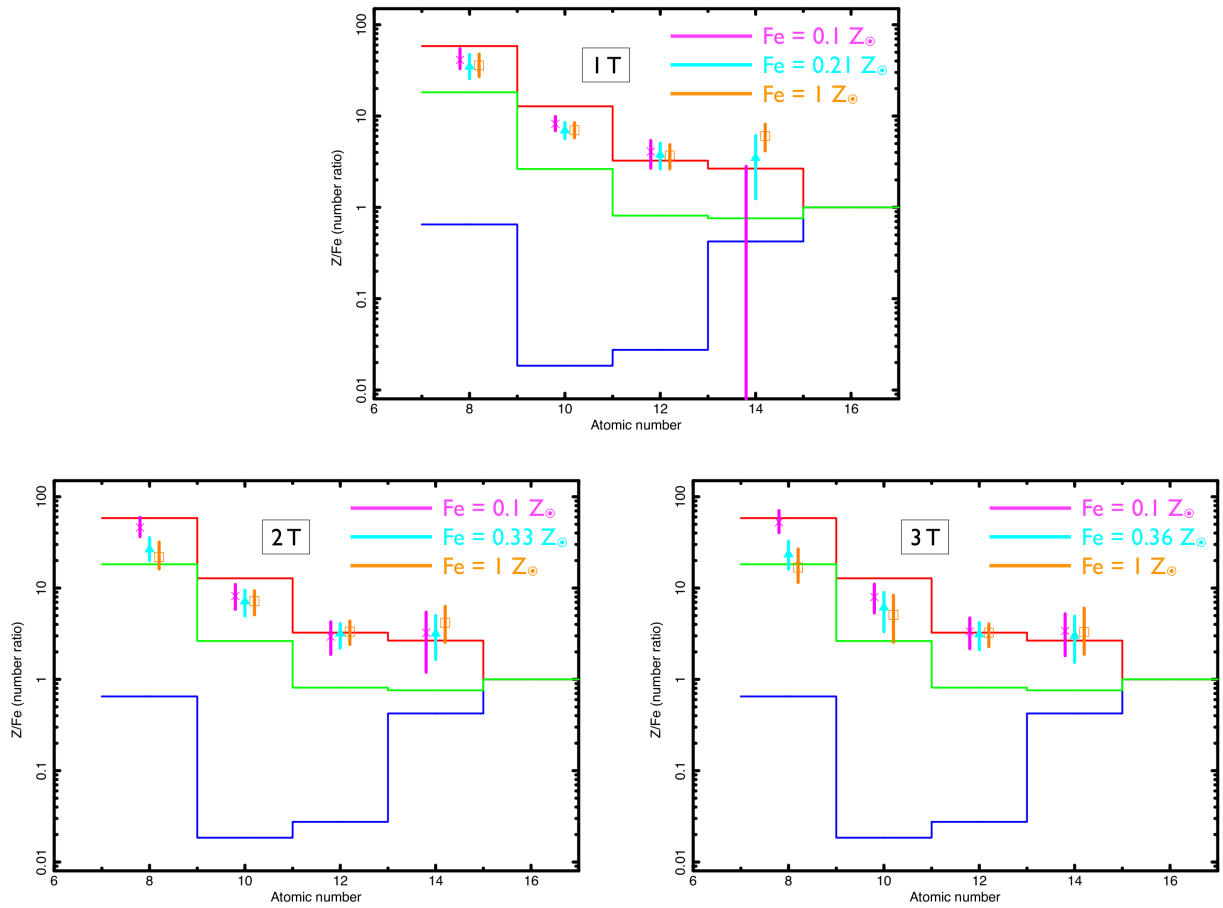 1 T
Fe = 0.1 Z☉
Fe = 0.21 Z☉
Fe = 1 Z☉
Z/Fe (number ratio)
100
10
1
0.1
0.01
6 8 10 12 14 16
Atomic number
2 T
Fe = 0.1 Z☉
Fe = 0.33 Z☉
Fe = 1 Z☉
Z/Fe (number ratio)
100
10
1
0.1
0.01
6 8 10 12 14 16
Atomic number
3 T
Fe = 0.1 Z☉
Fe = 0.36 Z☉
Fe = 1 Z☉
Z/Fe (number ratio)
100
10
1
0.1
0.01
6 8 10 12 14 16
Atomic number